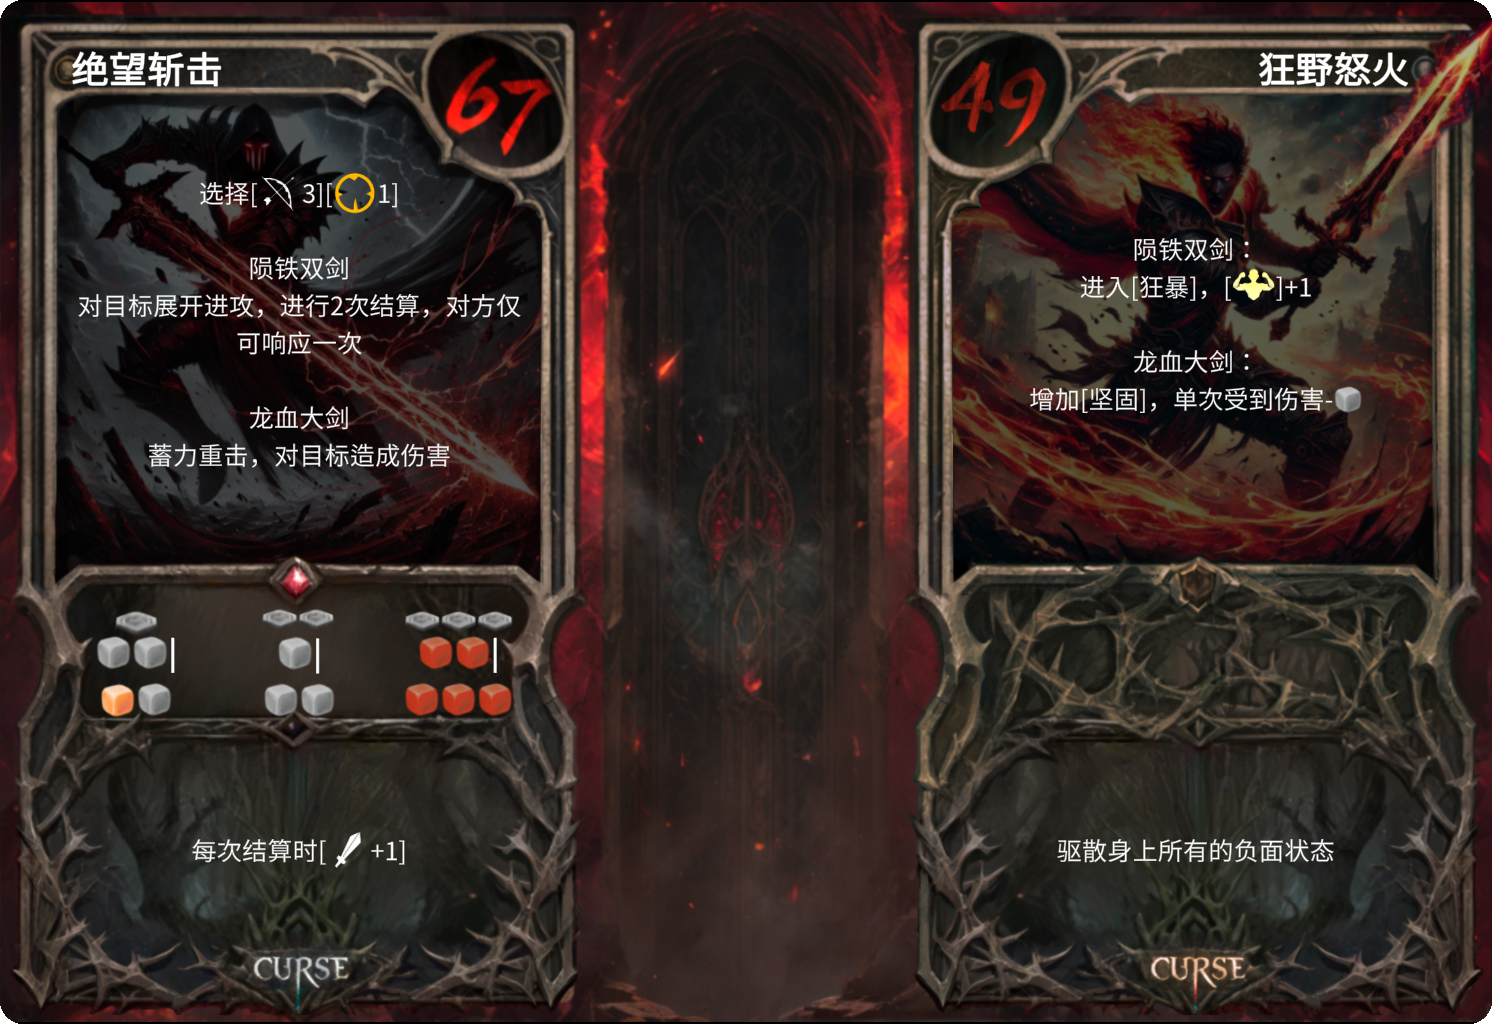 绝望斩击
67
选择[ 3][ 1]
陨铁双剑
对目标展开进攻，进行2次结算，对方仅
可响应一次
龙血大剑
蓄力重击，对目标造成伤害
每次结算时[ +1]
CURSE
49
狂野怒火
陨铁双剑：
进入[狂暴]，[ ]+1
龙血大剑：
增加[坚固]，单次受到伤害-
驱散身上所有的负面状态
CURSE